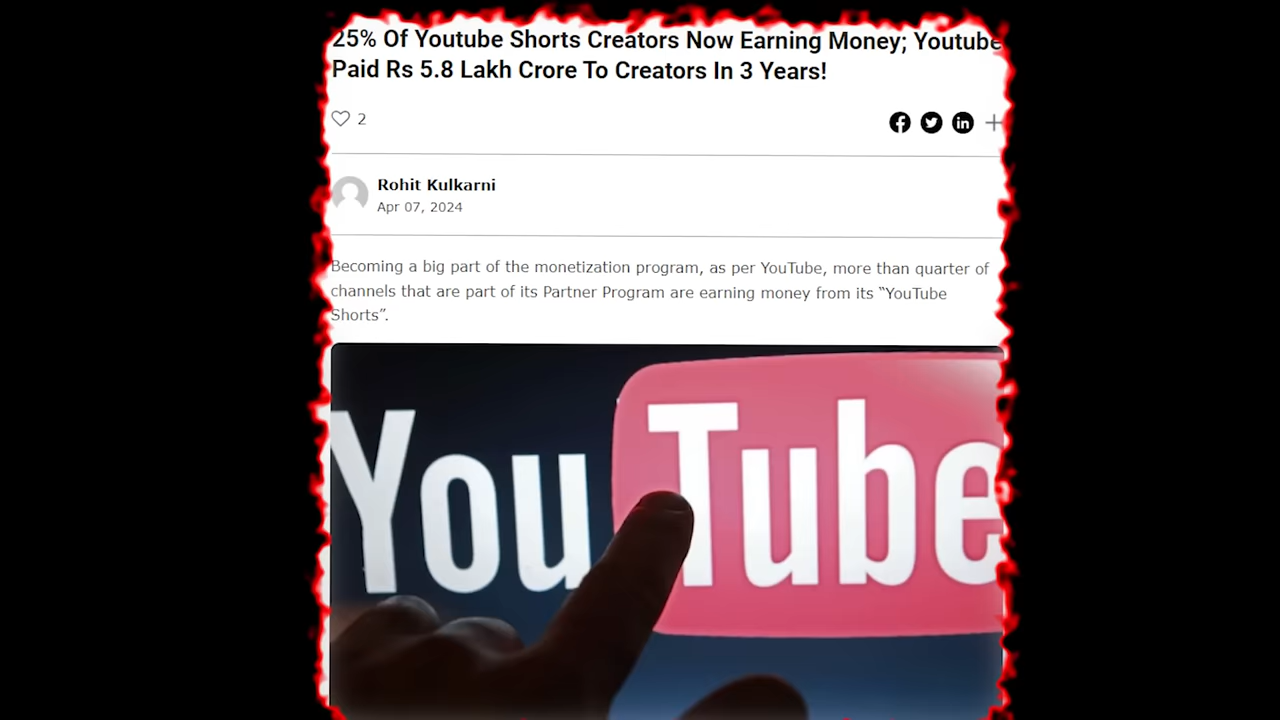 25% Of Youtube Shorts Creators Now Earning Money; Youtube
Paid Rs 5.8 Lakh Crore To Creators In 3 Years!
2
Rohit Kulkarni
Apr 07, 2024
Becoming a big part of the monetization program, as per YouTube, more than quarter of
channels that are part of its Partner Program are earning money from its “YouTube
Shorts”.
YouTube